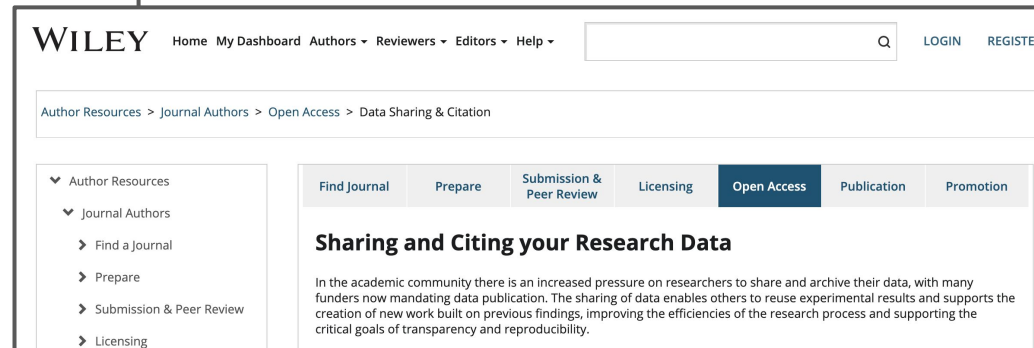 WILEY Home My Dashboard Authors Reviewers Editors Help LOGIN REGISTE
Author Resources > Journal Authors > Open Access > Data Sharing & Citation
Author Resources
Journal Authors
Find a Journal
Prepare
Submission & Peer Review
Licensing
Find Journal Prepare Submission & Peer Review Licensing Open Access Publication Promotion
Sharing and Citing your Research Data
In the academic community there is an increased pressure on researchers to share and archive their data, with many
funders now mandating data publication. The sharing of data enables others to reuse experimental results and supports the
creation of new work built on previous findings, improving the efficiencies of the research process and supporting the
critical goals of transparency and reproducibility.